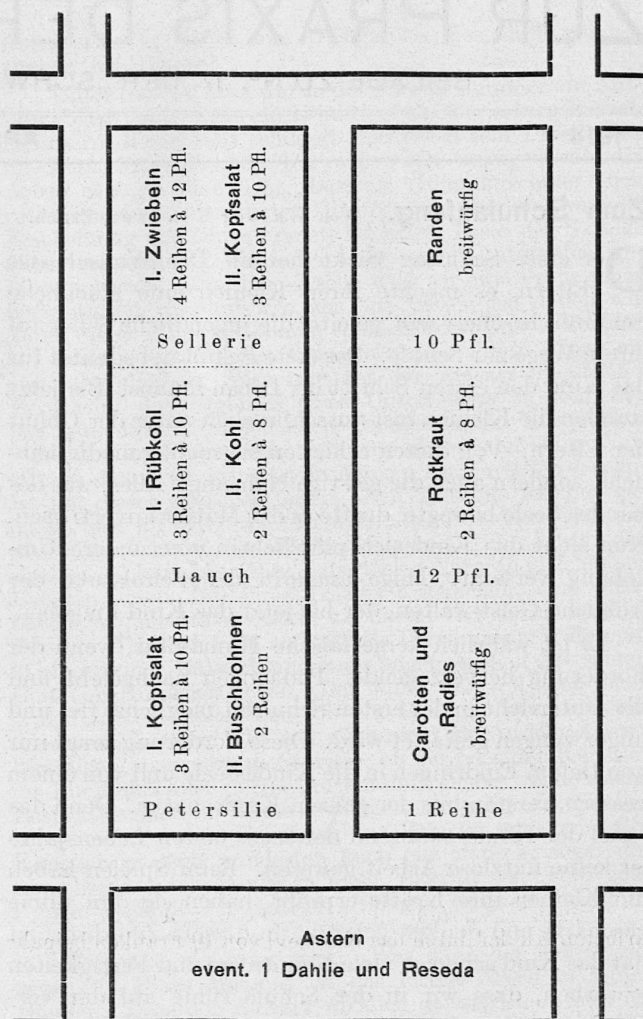 I. Zwiebeln
4 Reihen à 12 Pfl.
II. Kopfsalat
3 Reihen à 10 Pfl.
Randen
breitwürfig
Sellerie
10 Pfl.
I. Rükohl
3 Reihen à 10 Pfl.
II. Kohl
2 Reihen à 8 Pfl.
Rotkraut
2 Reihen à 8 Pfl.
Lauch
12 Pfl.
I. Kopfsalat
3 Reihen à 10 Pfl.
II. Buschbohnen
2 Reihen
Carotten und
Radies
breitwürfig
Petersilie
1 Reihe
Astern
event. 1 Dahlie und Reseda